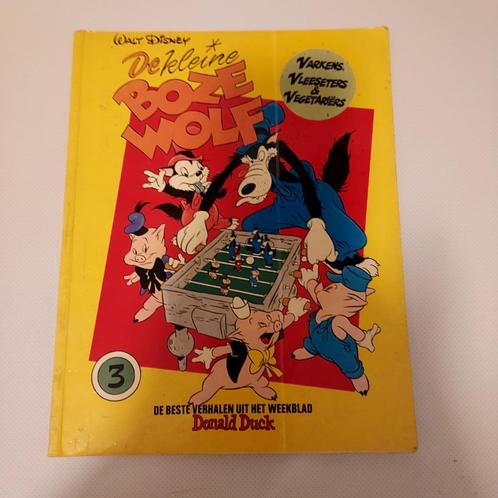 WALT DISNEY
De kleine
BOZE
WOLF
VARKENS,
VLEESETERS
&
VEGETARIËRS
3
DE BESTE VERHALEN UIT HET WEEKBLAD
Donald Duck